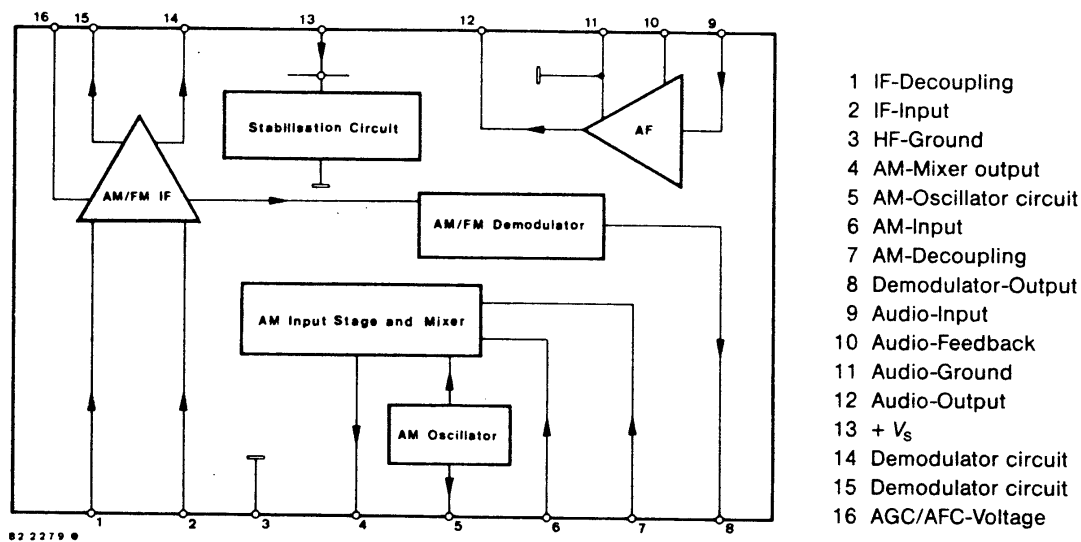 16 15 14 13 12 11 10 9
Stabilisation Circuit
AF
AM/FM IF
AM/FM Demodulator
AM Input Stage and Mixer
AM Oscillator
1 2 3 4 5 6 7 8
82 2279 e
1 IF-Decoupling
2 IF-Input
3 HF-Ground
4 AM-Mixer output
5 AM-Oscillator circuit
6 AM-Input
7 AM-Decoupling
8 Demodulator-Output
9 Audio-Input
10 Audio-Feedback
11 Audio-Ground
12 Audio-Output
13 + Vs
14 Demodulator circuit
15 Demodulator circuit
16 AGC/AFC-Voltage